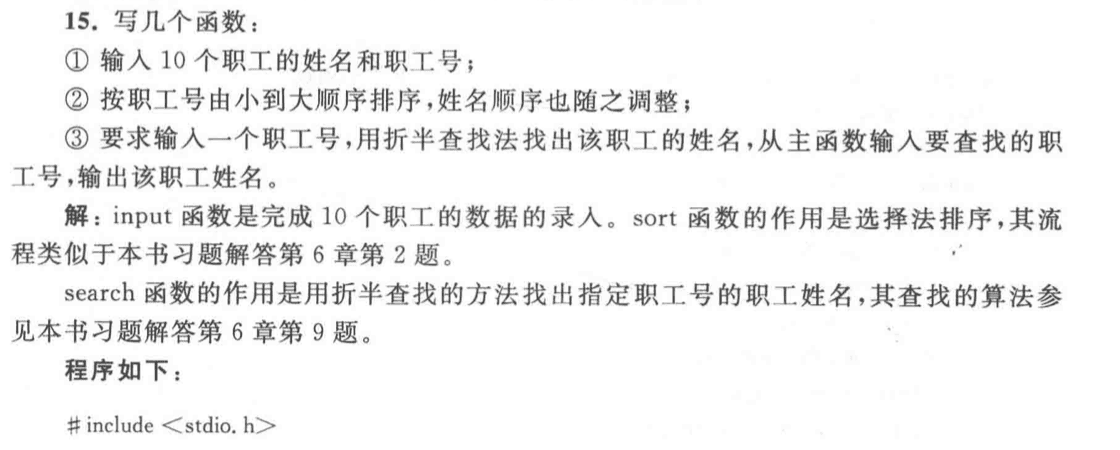 15. 写几个函数：
① 输入 10 个职工的姓名和职工号；
② 按职工号由小到大顺序排序，姓名顺序也随之调整；
③ 要求输入一个职工号，用折半查找法找出该职工的姓名，从主函数输入要查找的职
工号，输出该职工姓名。
解：input 函数是完成 10 个职工的数据的录入。sort 函数的作用是选择法排序，其流
程类似于本书习题解答第 6 章第 2 题。
search 函数的作用是用折半查找的方法找出指定职工号的职工姓名，其查找的算法参
见本书习题解答第 6 章第 9 题。
程序如下：
#include <stdio.h>